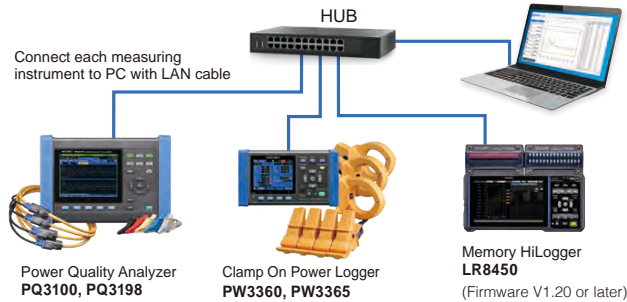 HUB
Connect each measuring
instrument to PC with LAN cable
Power Quality Analyzer
PQ3100, PQ3198
Clamp On Power Logger
PW3360, PW3365
Memory HiLogger
LR8450
(Firmware V1.20 or later)